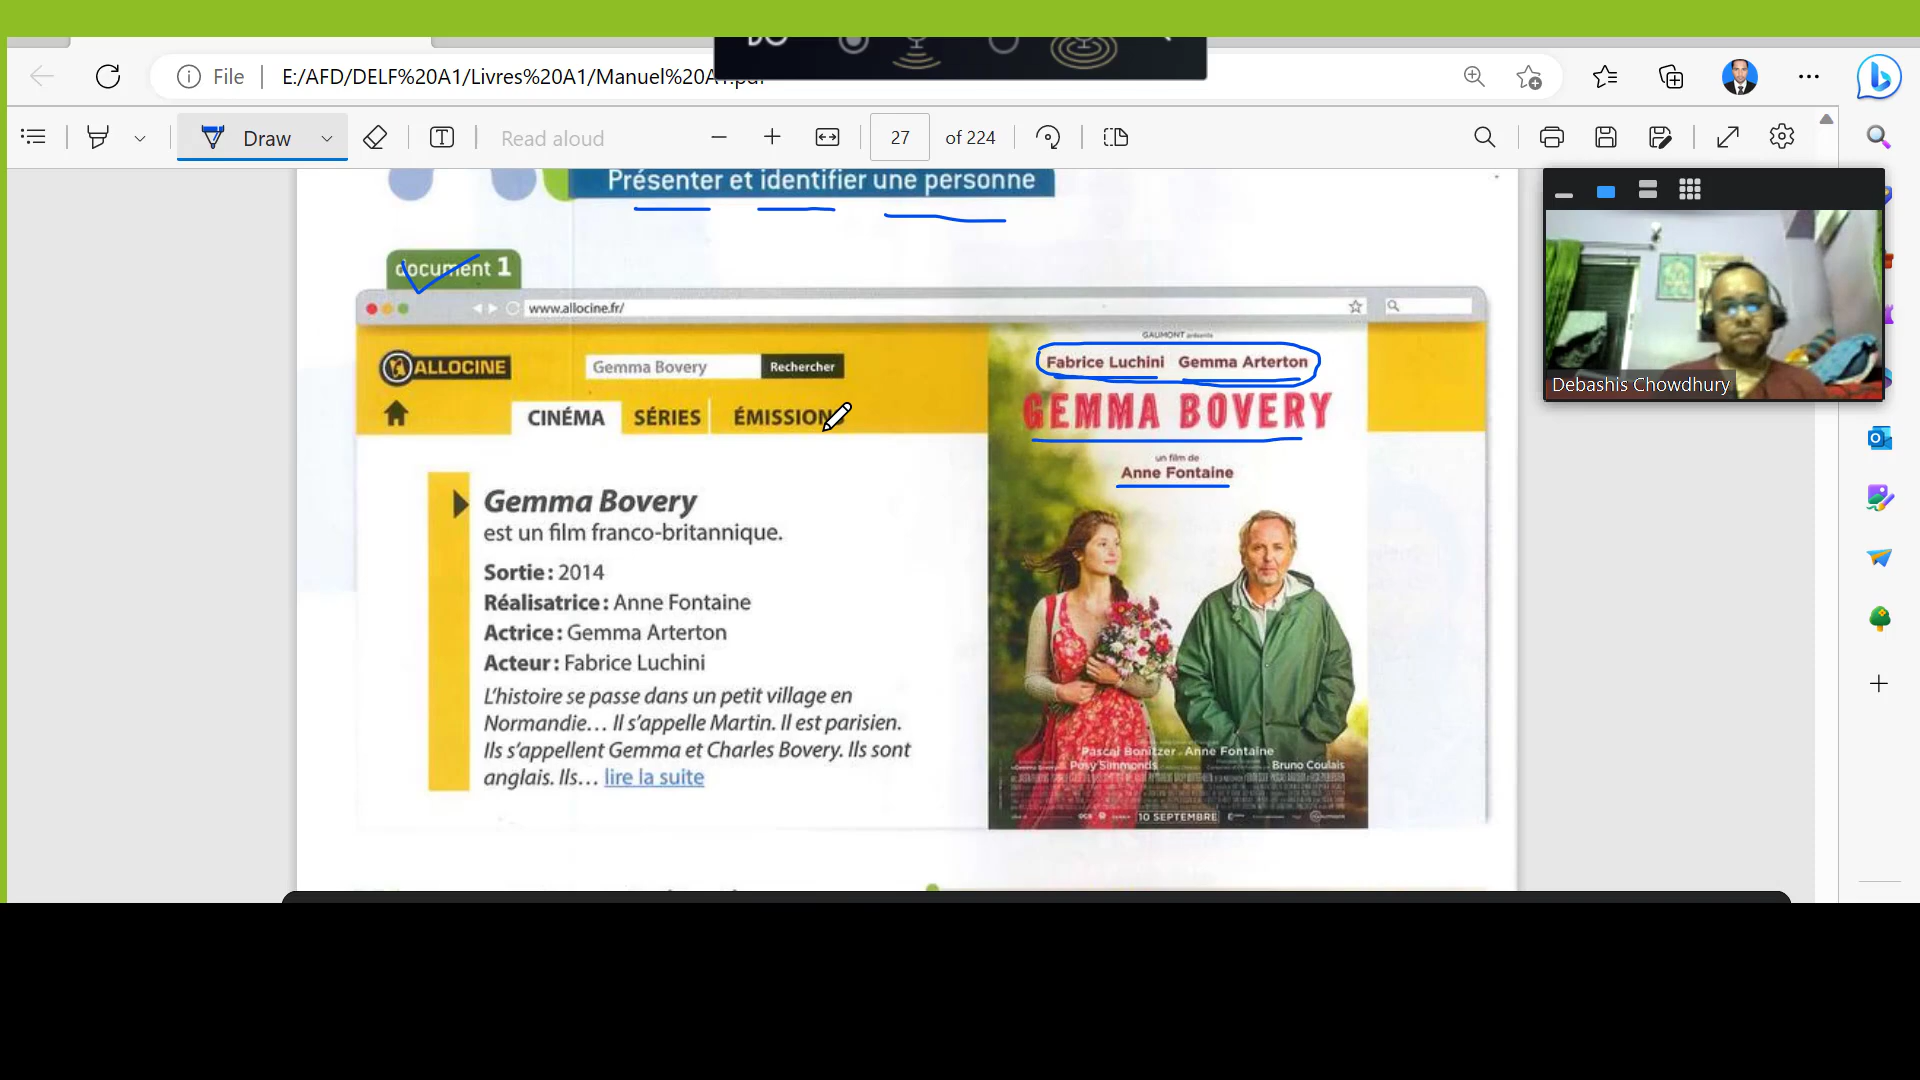 File
E:/AFD/DELF%20A1/Livres%20A1/Manuel%20A1.pdf
Draw
Read aloud
27
of 224
Présenter et identifier une personne
Debashis Chowdhury
document 1
www.allocine.fr/
ALLOCINE
Gemma Bovery
Rechercher
CINÉMA
SÉRIES
ÉMISSIONS
Gemma Bovery
est un film franco-britannique.
Sortie : 2014
Réalisatrice : Anne Fontaine
Actrice : Gemma Arterton
Acteur : Fabrice Luchini
L'histoire se passe dans un petit village en
Normandie... Il s'appelle Martin. Il est parisien.
Ils s'appellent Gemma et Charles Bovery. Ils sont
anglais. Ils... lire la suite
GAUMONT présente
Fabrice Luchini Gemma Arterton
GEMMA BOVERY
un film de
Anne Fontaine
Pascal Bonitzer Anne Fontaine
Posy Simmonds
Bruno Coulais
10 SEPTEMBRE